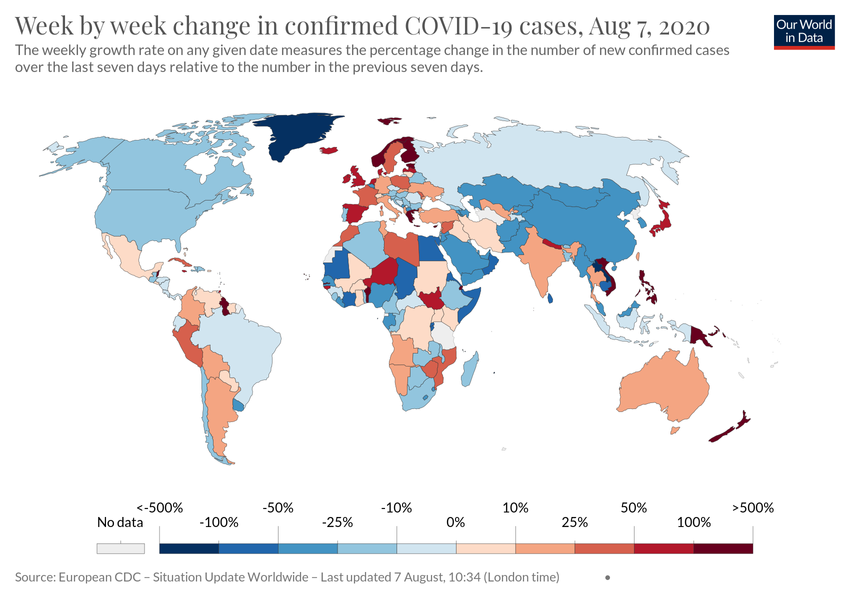 Week by week change in confirmed COVID-19 cases, Aug 7, 2020
Our World
in Data
The weekly growth rate on any given date measures the percentage change in the number of new confirmed cases
over the last seven days relative to the number in the previous seven days.
<-500% -50% -10% 10% 50% >500%
No data -100% -25% 0% 25% 100%
Source: European CDC – Situation Update Worldwide – Last updated 7 August, 10:34 (London time)